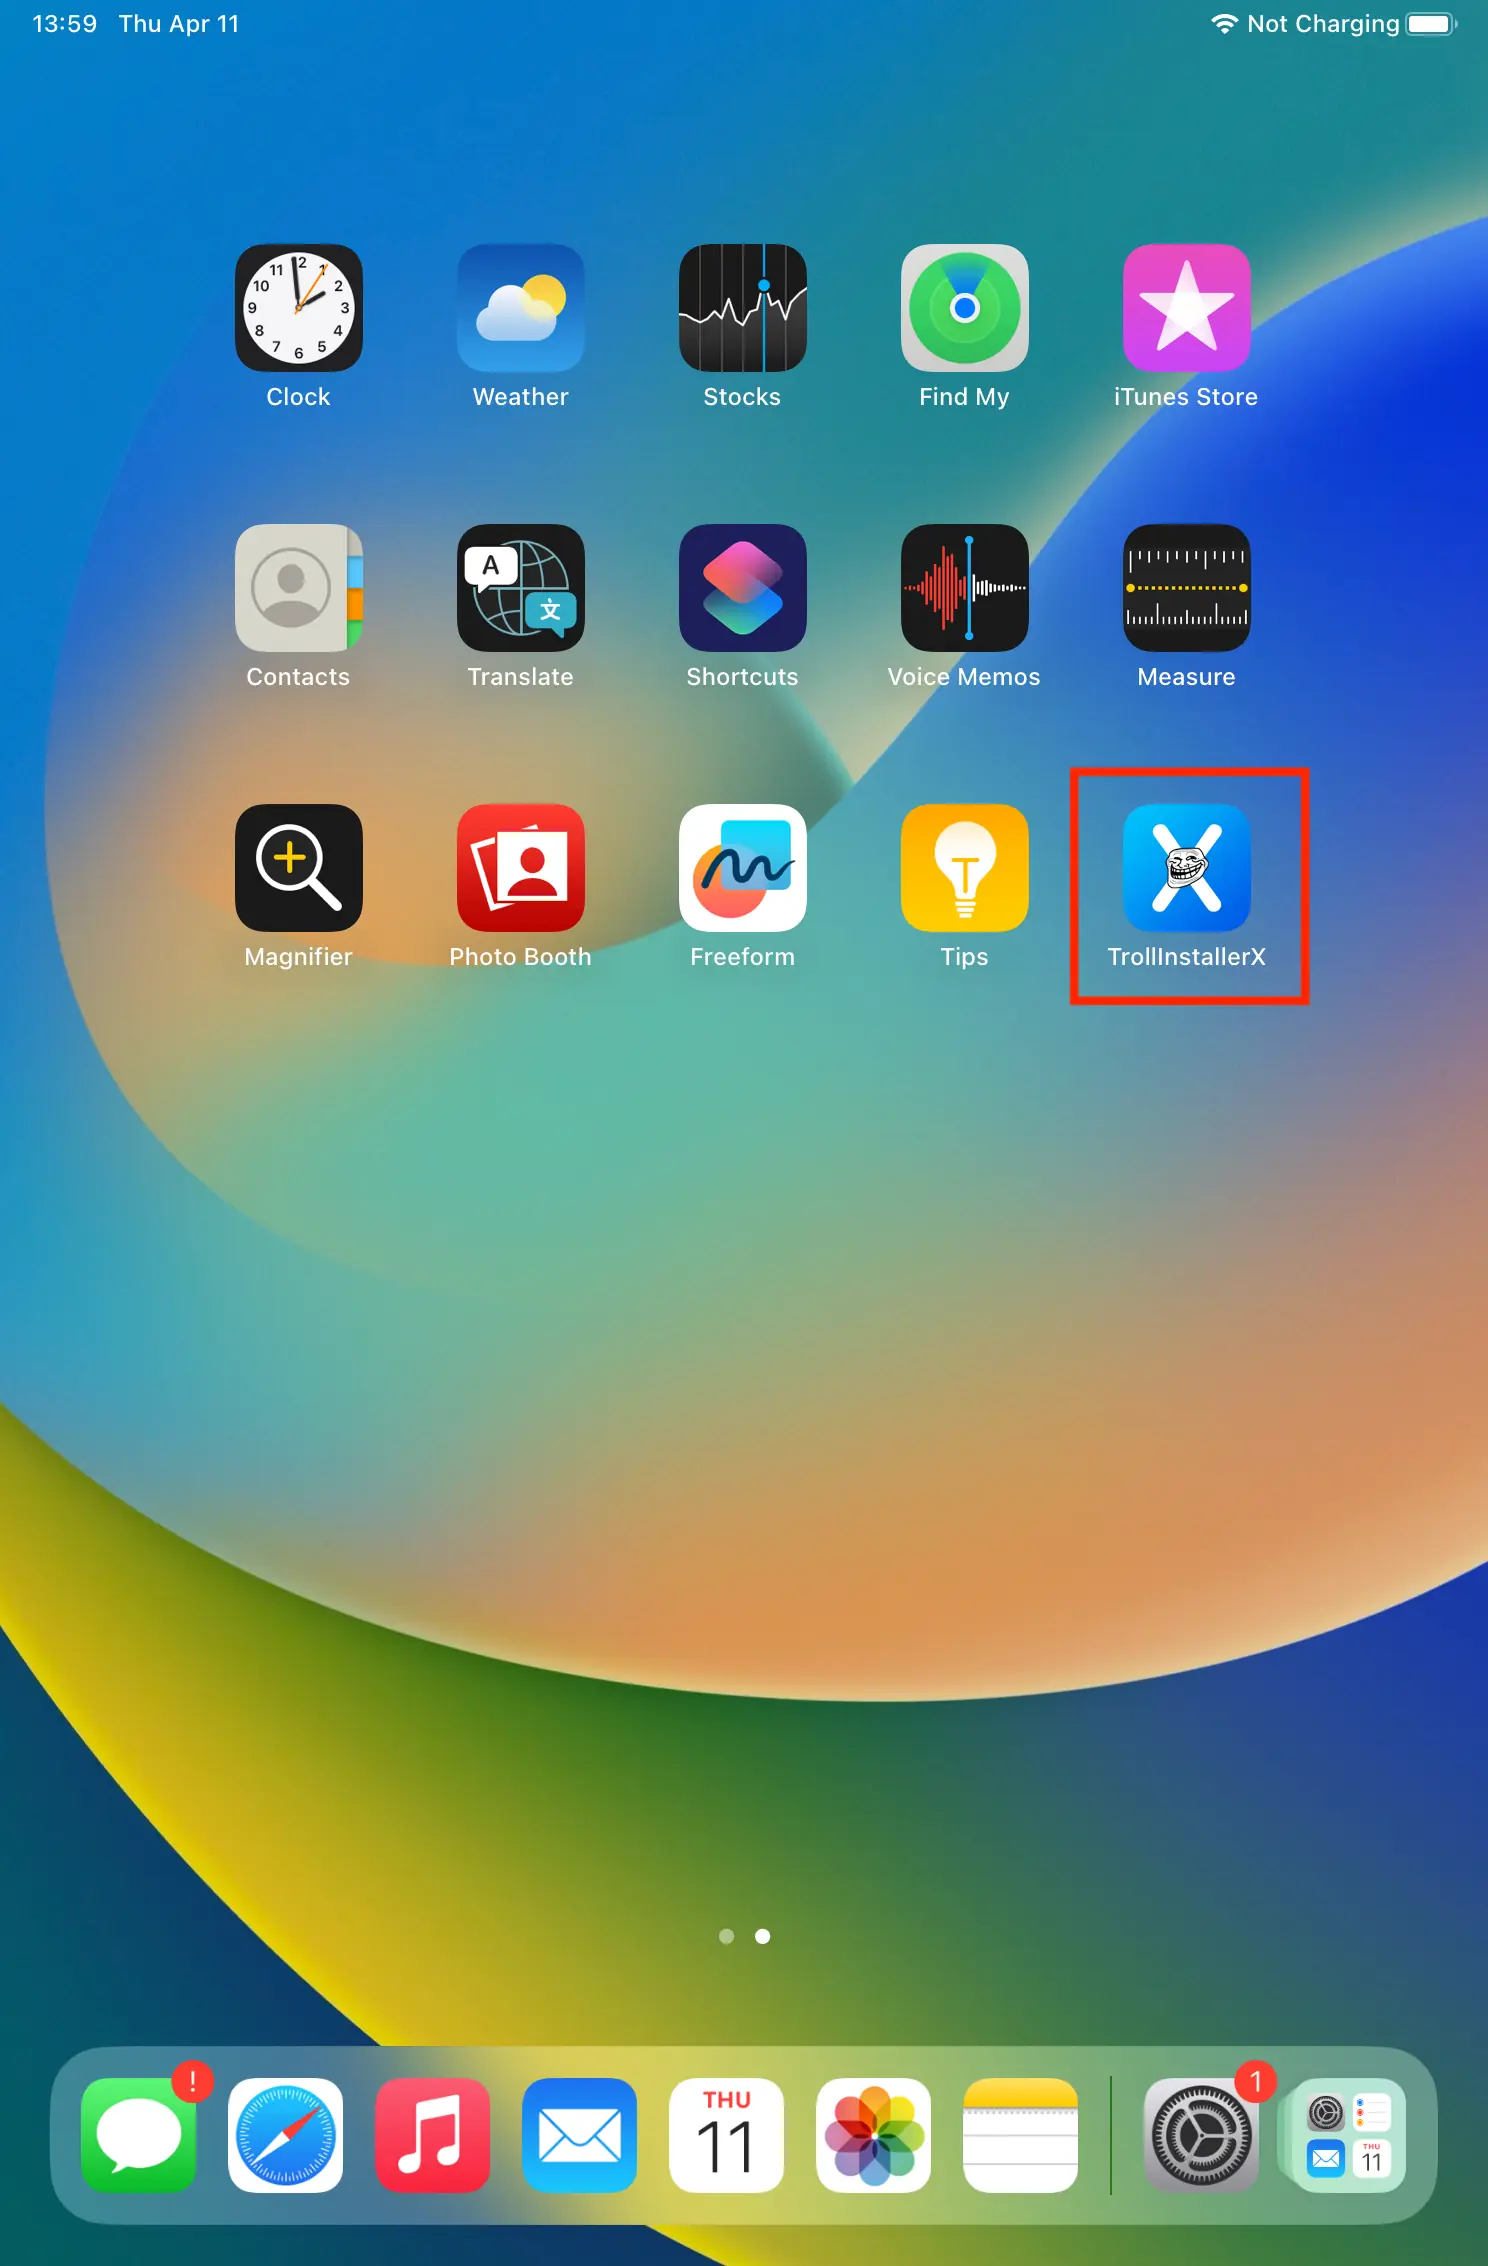 13:59 Thu Apr 11
Not Charging
Clock
Weather
Stocks
Find My
iTunes Store
A
文
Contacts
Translate
Shortcuts
Voice Memos
Measure
Magnifier
Photo Booth
Freeform
Tips
TrollInstallerX
!
THU
11
1
THU
11